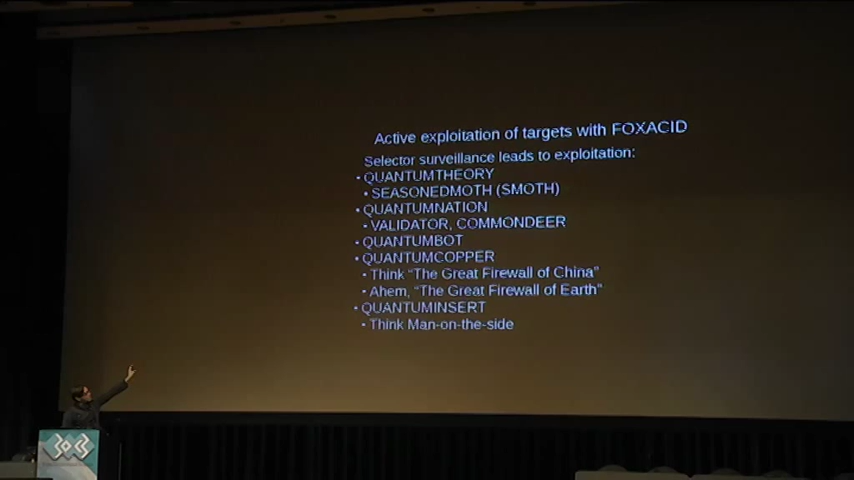 Active exploitation of targets with FOXACID
Selector surveillance leads to exploitation:
• QUANTUMTHEORY
• SEASONEDMOTH (SMOTH)
• QUANTUMNATION
• VALIDATOR, COMMONDEER
• QUANTUMBOT
• QUANTUMCOPPER
• Think “The Great Firewall of China”
• Ahem, “The Great Firewall of Earth”
• QUANTUMINSERT
• Think Man-on-the-side
30C3